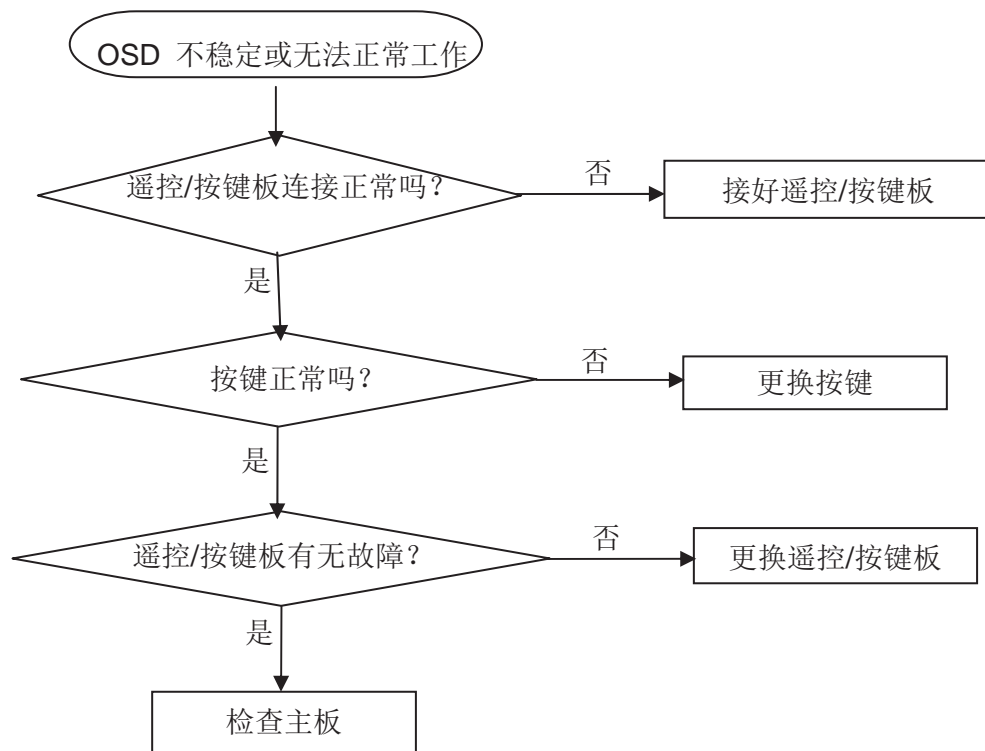 OSD 不稳定或无法正常工作
遥控/按键板连接正常吗？
否
接好遥控/按键板
是
按键正常吗？
否
更换按键
是
遥控/按键板有无故障？
否
更换遥控/按键板
是
检查主板